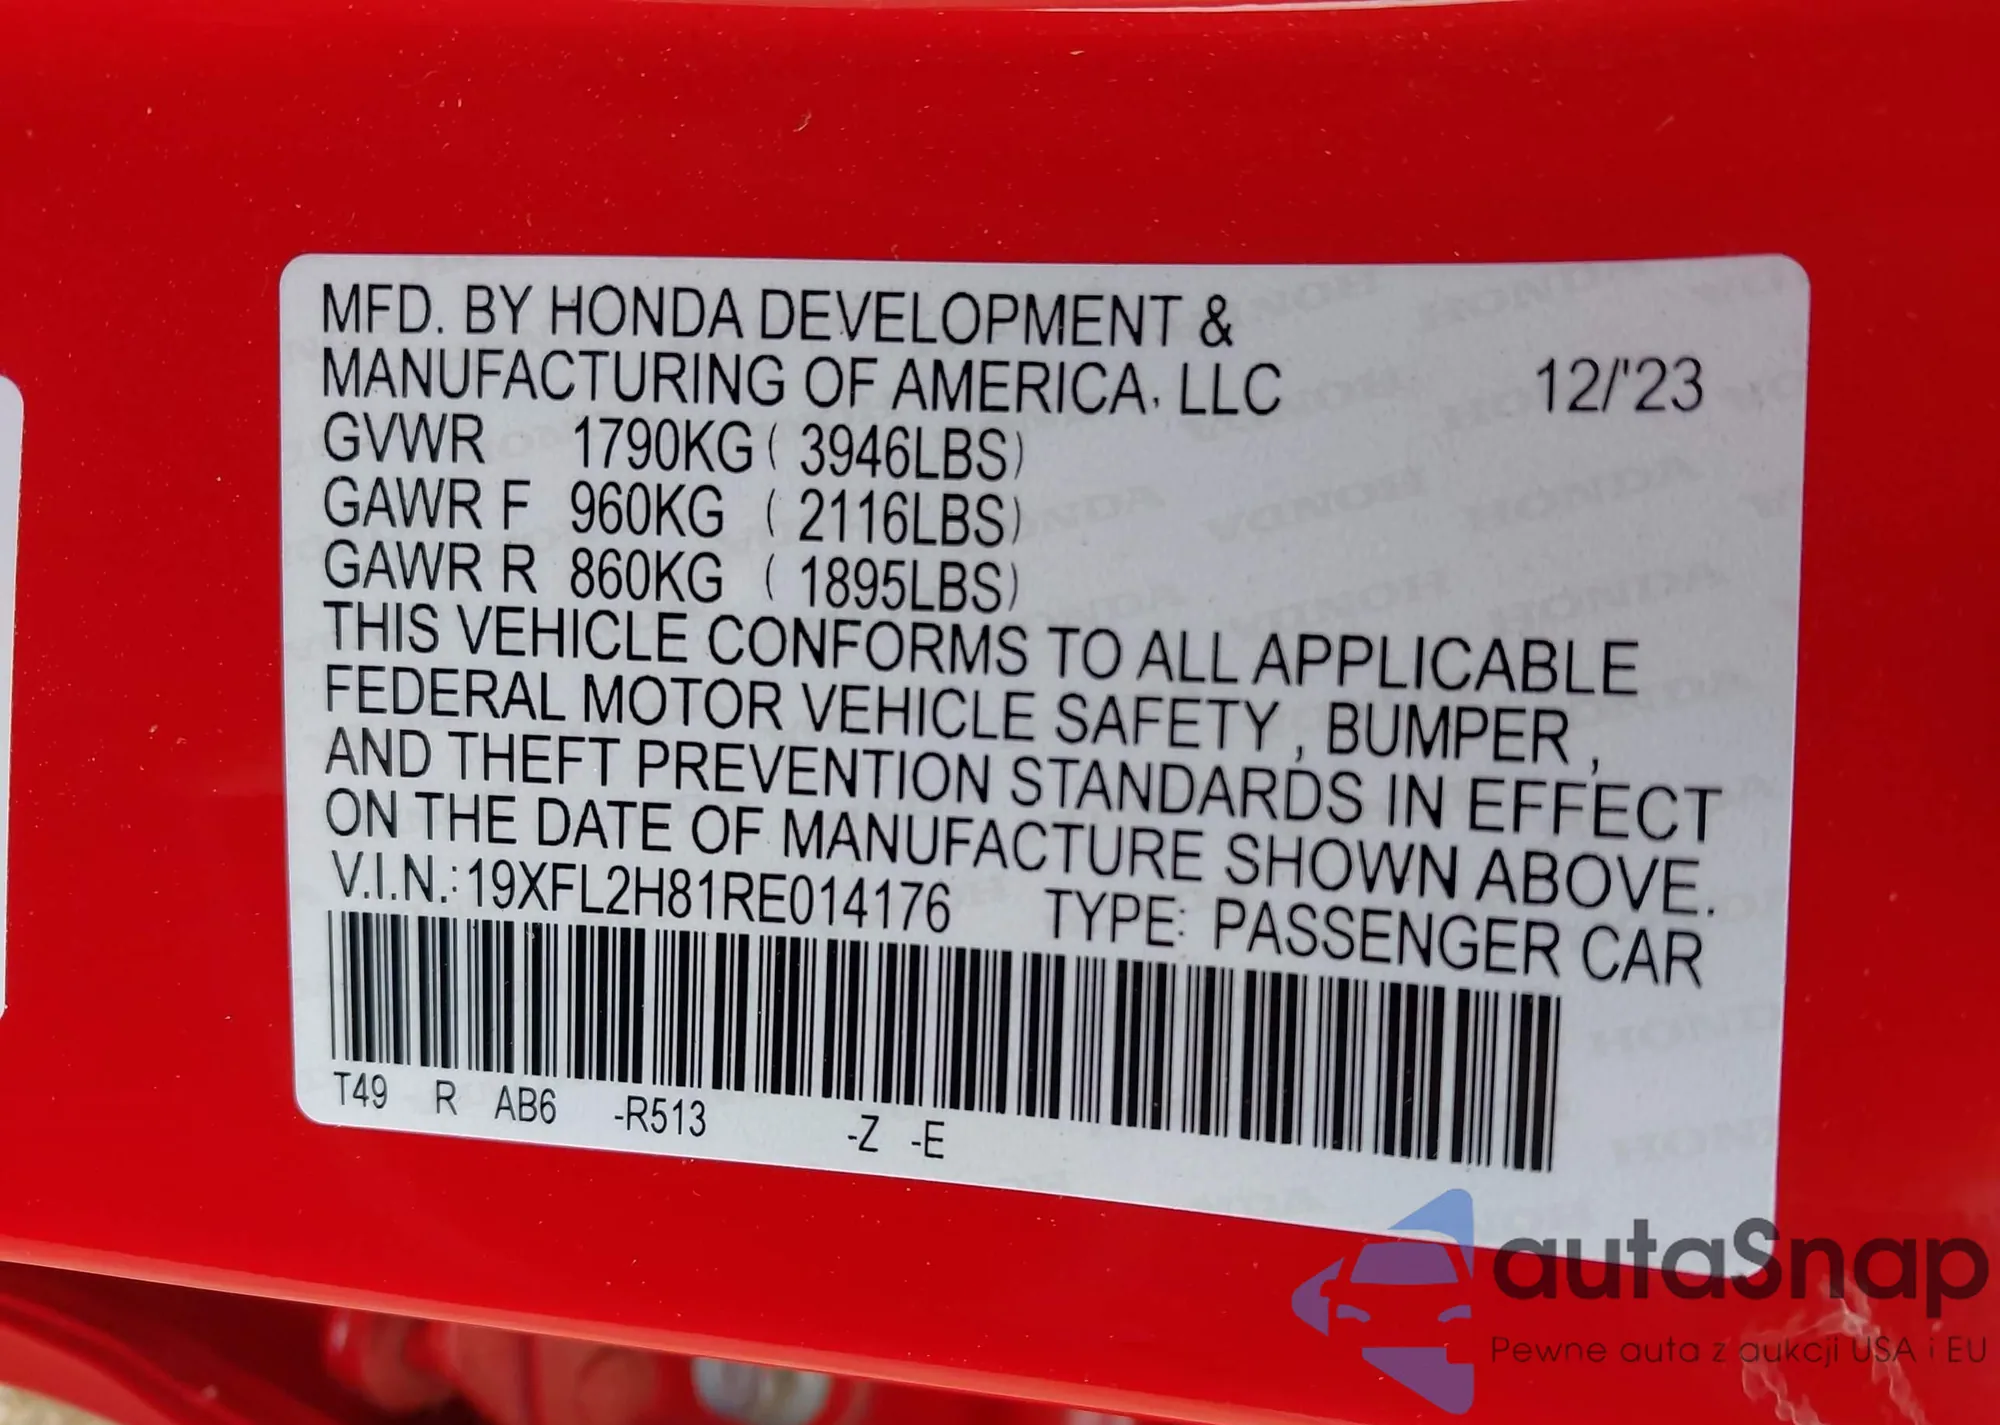 MFD. BY HONDA DEVELOPMENT &
MANUFACTURING OF AMERICA, LLC 12/'23
GVWR 1790KG ( 3946LBS)
GAWR F 960KG ( 2116LBS)
GAWR R 860KG ( 1895LBS)
THIS VEHICLE CONFORMS TO ALL APPLICABLE
FEDERAL MOTOR VEHICLE SAFETY , BUMPER ,
AND THEFT PREVENTION STANDARDS IN EFFECT
ON THE DATE OF MANUFACTURE SHOWN ABOVE.
V.I.N.: 19XFL2H81RE014176 TYPE: PASSENGER CAR
T49 R AB6 -R513 -Z -E
autaSnap
Pewne auta z aukcji USA i EU